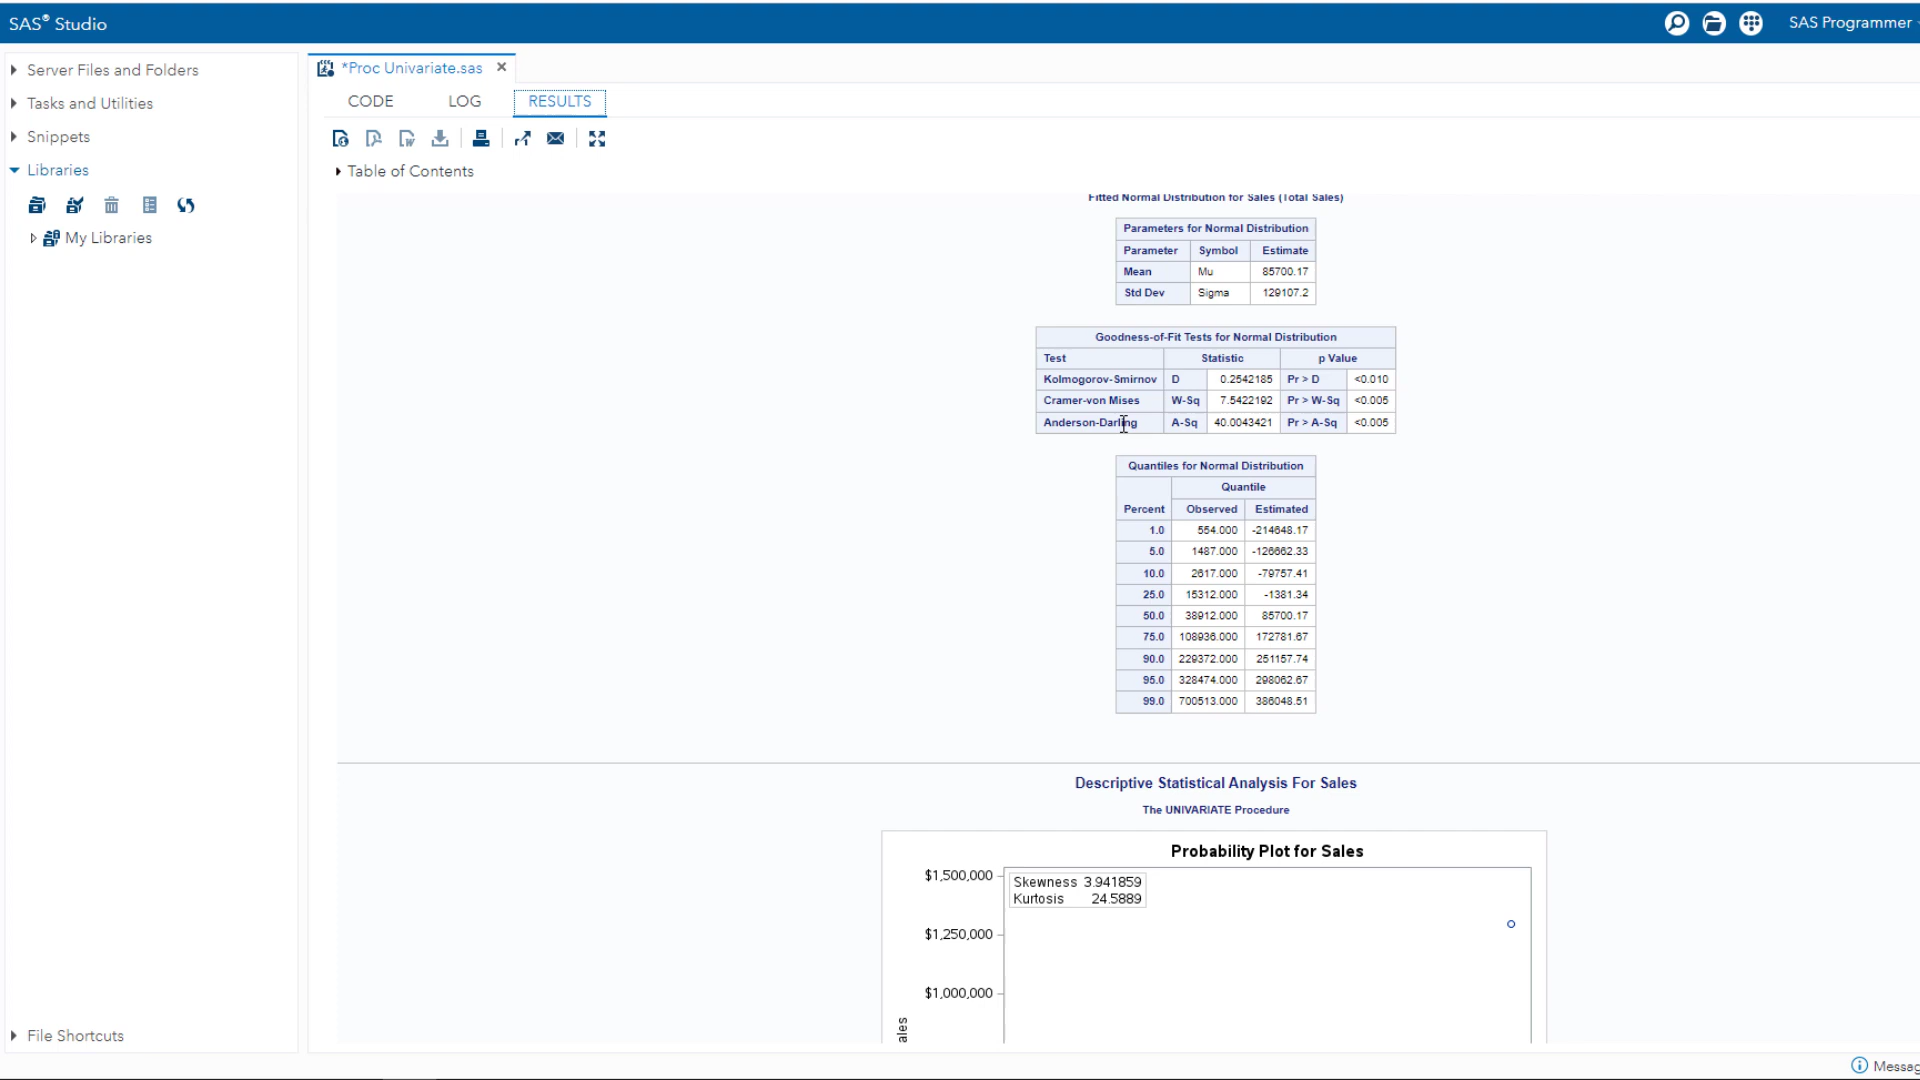 SAS® Studio
SAS Programmer
Server Files and Folders
Tasks and Utilities
Snippets
Libraries
My Libraries
File Shortcuts
*Proc Univariate.sas
CODE LOG RESULTS
Table of Contents
Fitted Normal Distribution for Sales (Total Sales)
Parameters for Normal Distribution
Parameter Symbol Estimate
Mean Mu 85700.17
Std Dev Sigma 129107.2
Goodness-of-Fit Tests for Normal Distribution
Test Statistic p Value
Kolmogorov-Smirnov D 0.2542185 Pr > D <0.010
Cramer-von Mises W-Sq 7.5422192 Pr > W-Sq <0.005
Anderson-Darling A-Sq 40.0043421 Pr > A-Sq <0.005
Quantiles for Normal Distribution
Quantile
Percent Observed Estimated
1.0 554.000 -214648.17
5.0 1487.000 -126662.33
10.0 2617.000 -79757.41
25.0 15312.000 -1381.34
50.0 38912.000 85700.17
75.0 108936.000 172781.67
90.0 229372.000 251157.74
95.0 328474.000 298062.67
99.0 700513.000 386048.51
Descriptive Statistical Analysis For Sales
The UNIVARIATE Procedure
Probability Plot for Sales
$1,500,000
Skewness 3.941859
Kurtosis 24.5889
$1,250,000
$1,000,000
ales
Messag